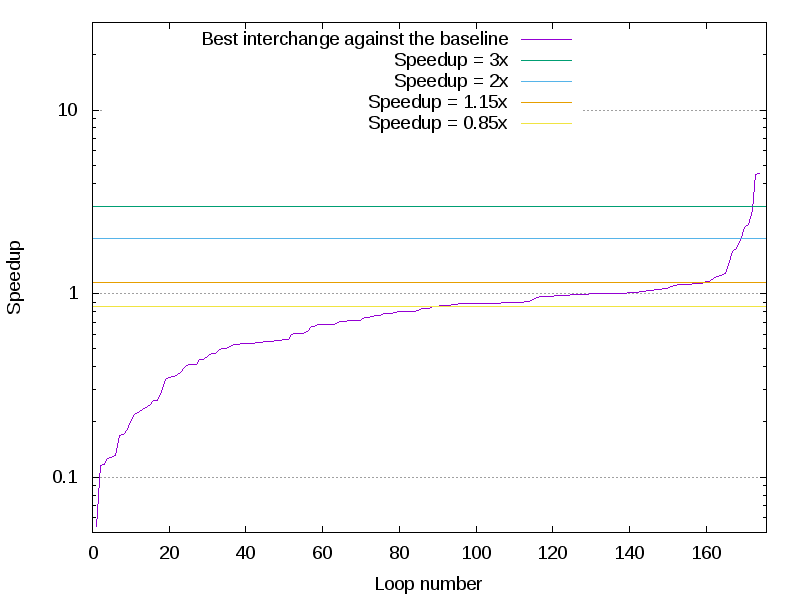 Best interchange against the baseline
Speedup = 3x
Speedup = 2x
Speedup = 1.15x
Speedup = 0.85x
10
1
0.1
Speedup
0 20 40 60 80 100 120 140 160
Loop number